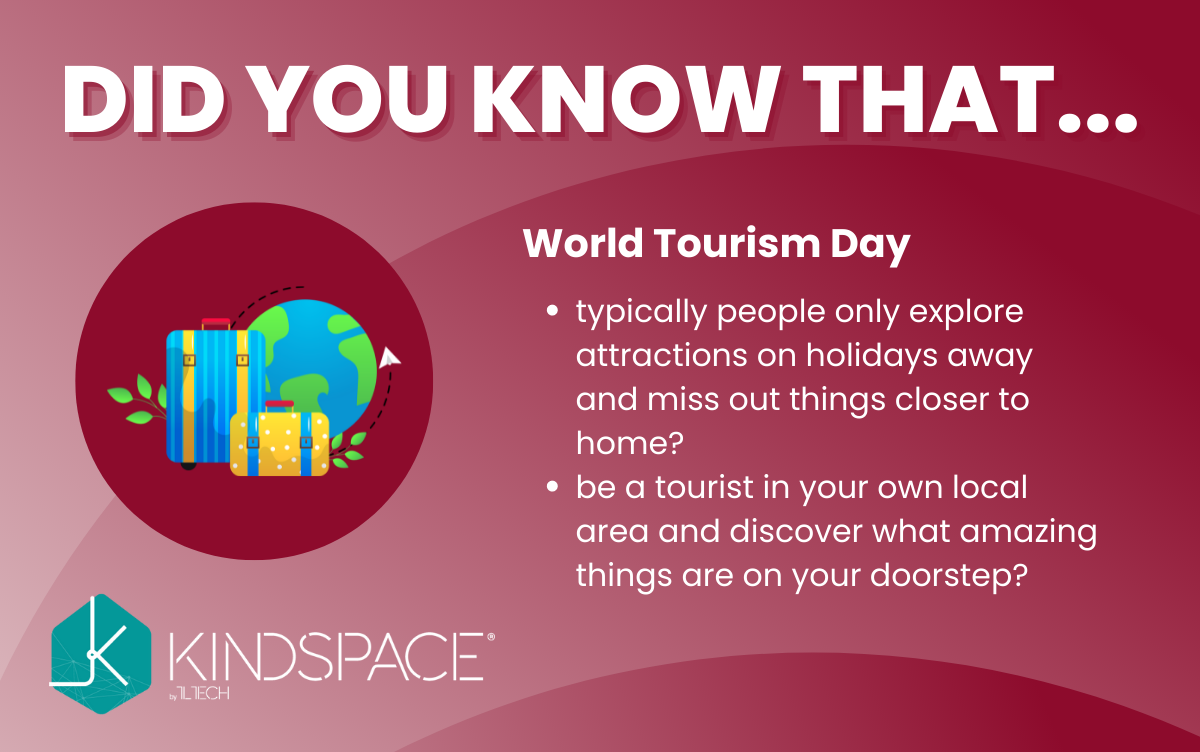 DID YOU KNOW THAT...
World Tourism Day
• typically people only explore
attractions on holidays away
and miss out things closer to
home?
• be a tourist in your own local
area and discover what amazing
things are on your doorstep?
KINDSPACE®
by 1LTECH